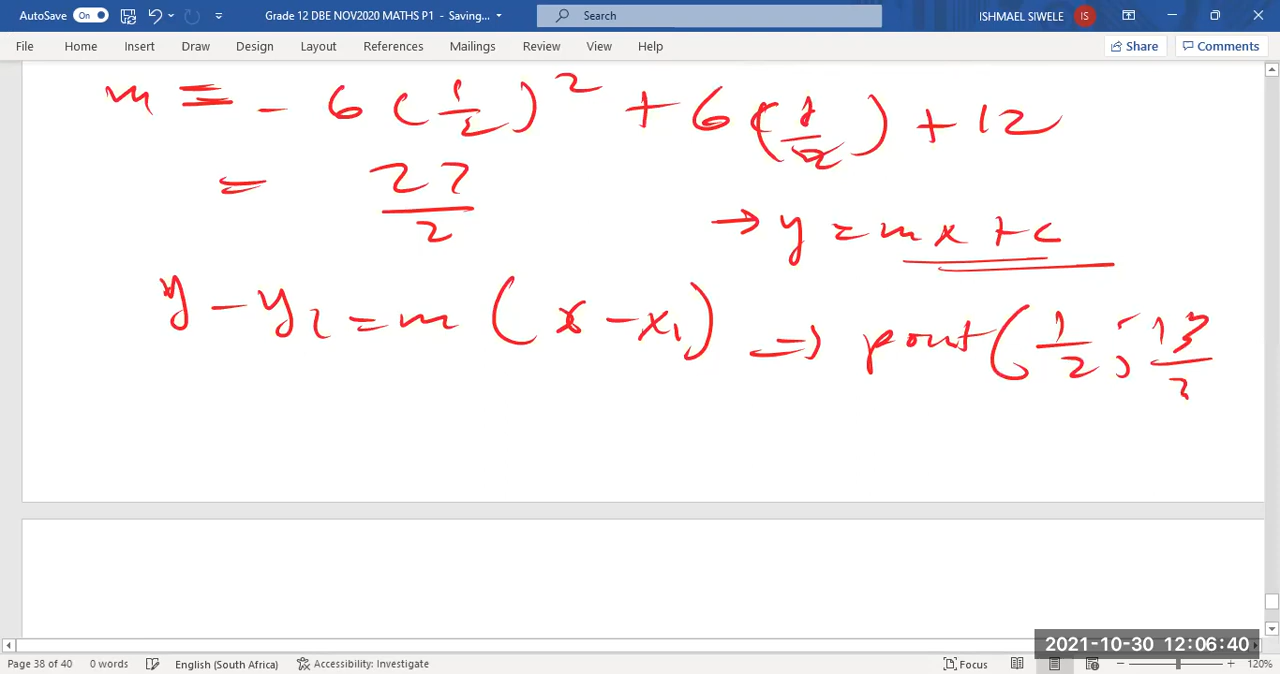 AutoSave On Grade 12 DBE NOV2020 MATHS P1 - Saving... Search ISHMAEL SIWELE IS
File Home Insert Draw Design Layout References Mailings Review View Help Share Comments
m = - 6 (1/2)^2 + 6 (1/2) + 12
= 27/2
→ y = mx + c
y - y_1 = m (x - x_1) ⇒ point (1/2 ; 13/2
2021-10-30 12:06:40
Page 38 of 40 0 words English (South Africa) Accessibility: Investigate Focus 120%